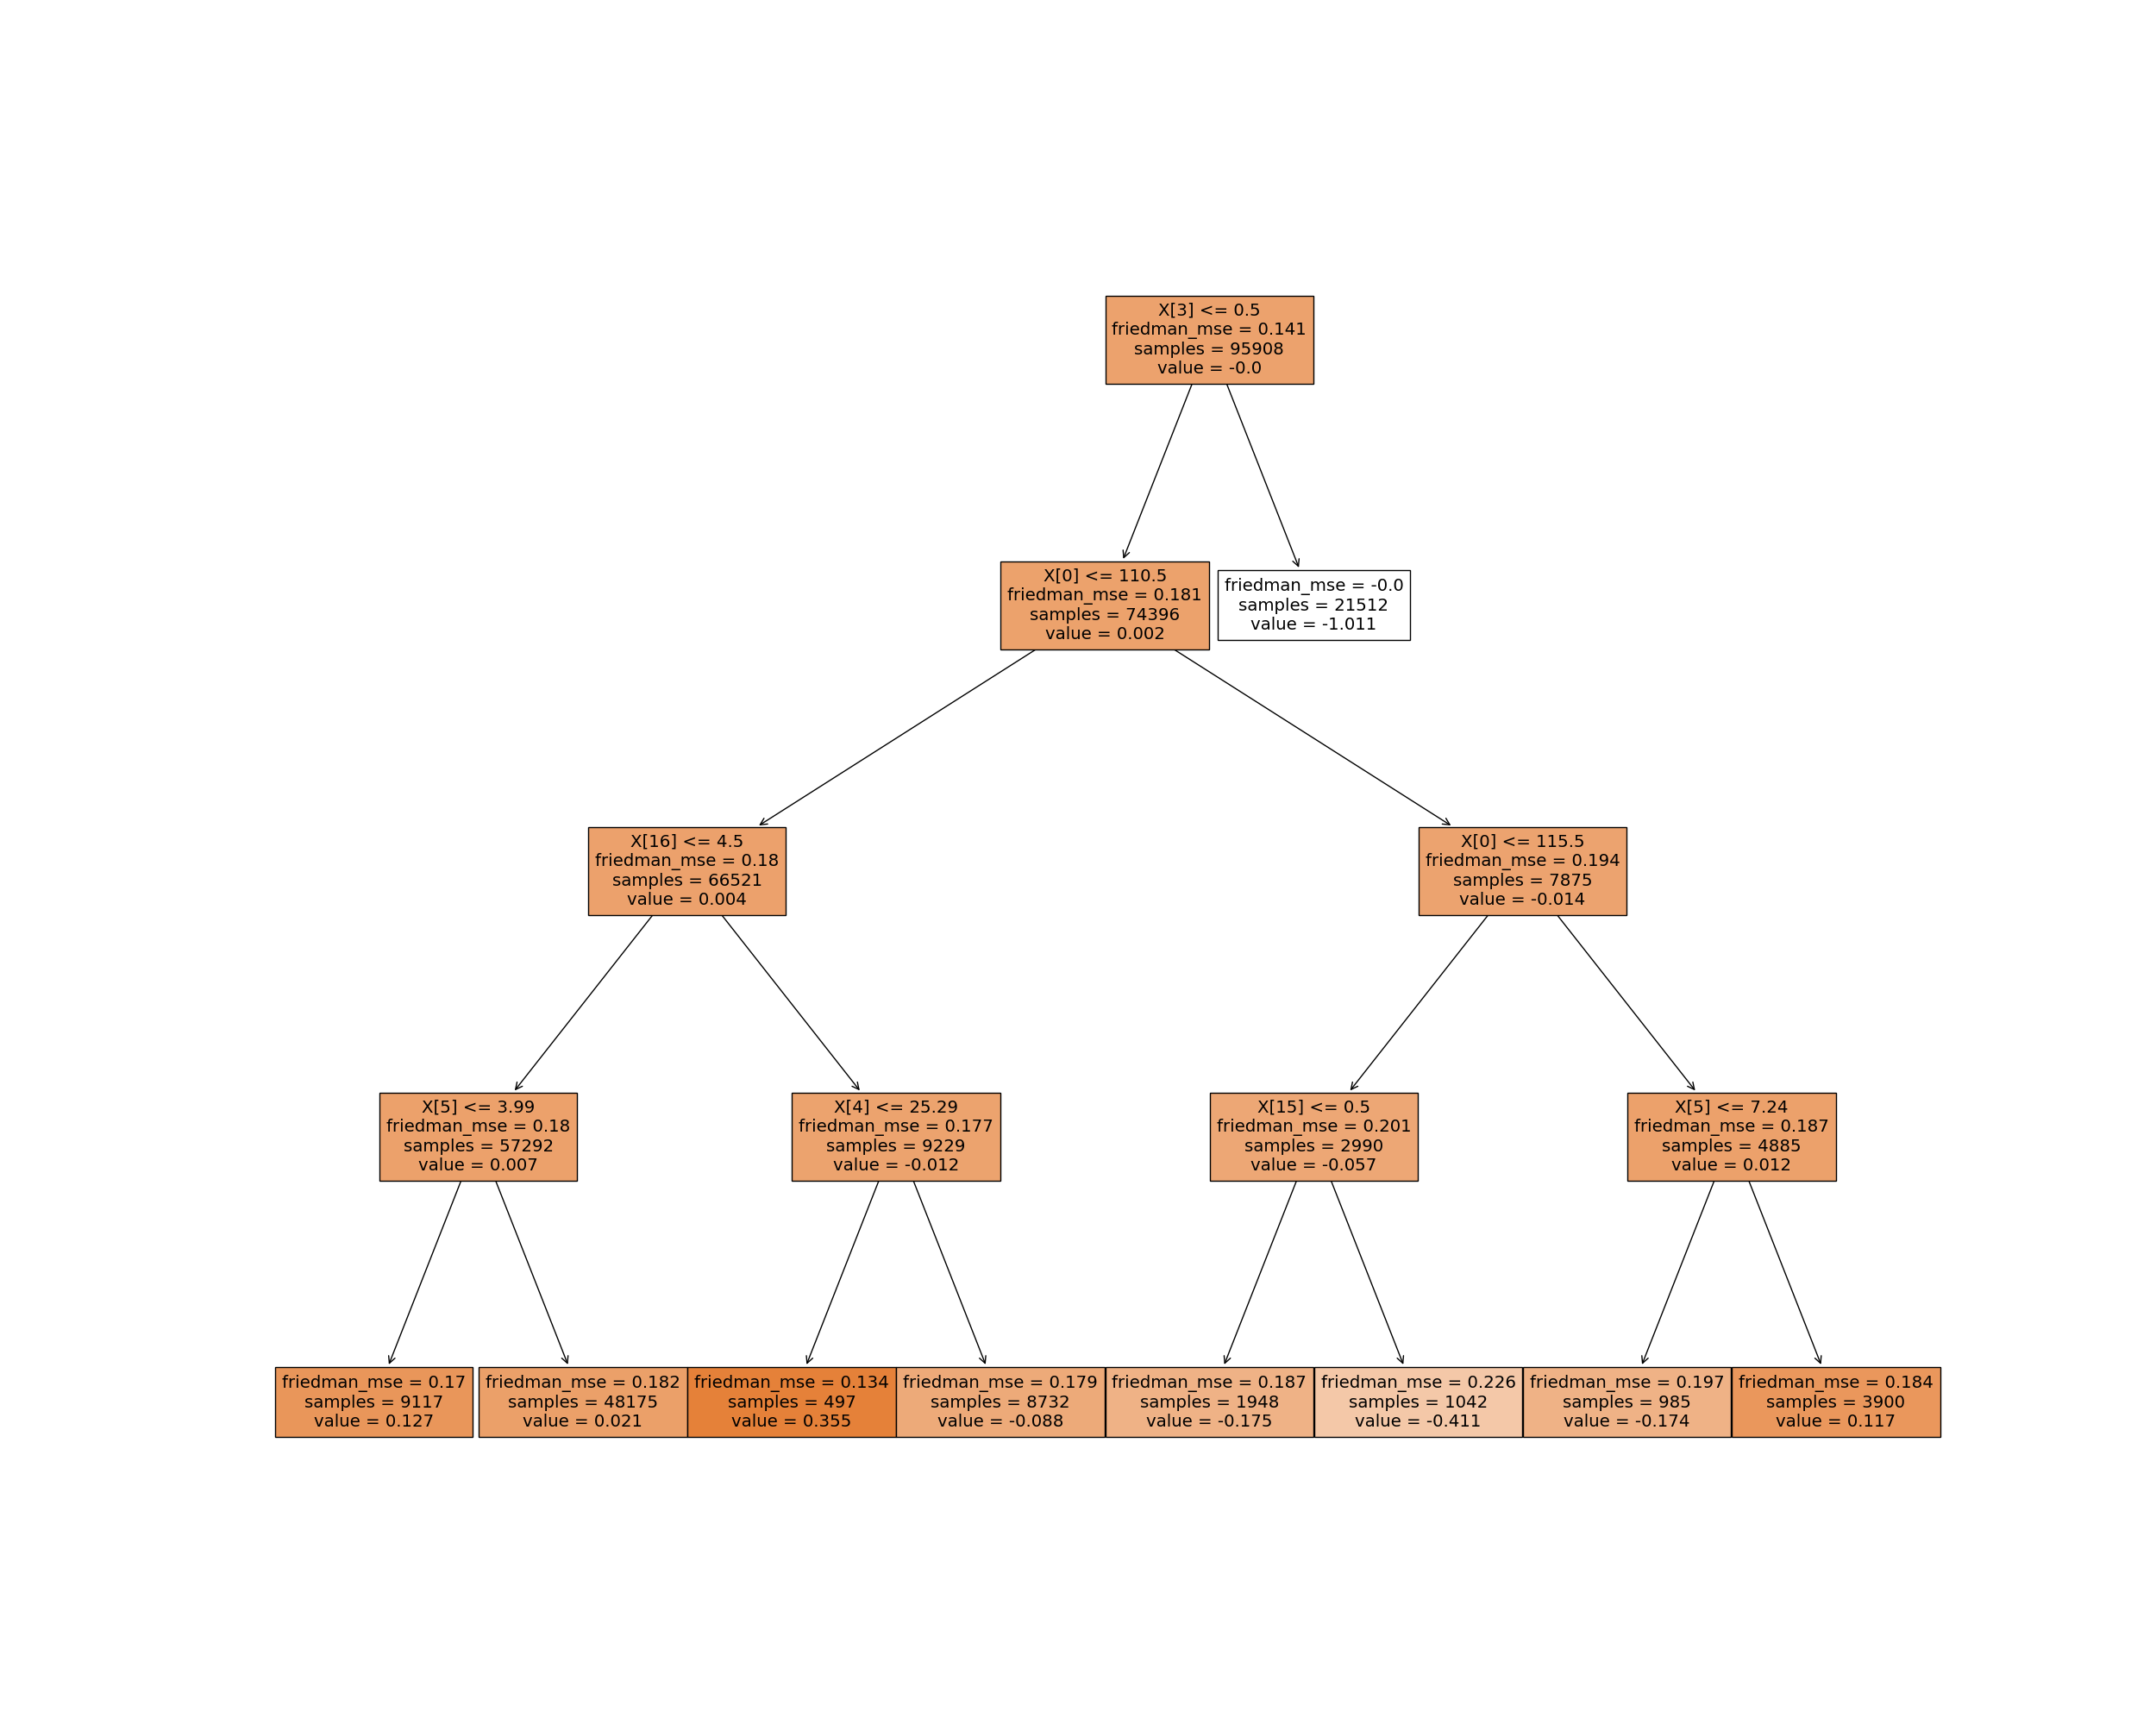 X[3] <= 0.5
friedman_mse = 0.141
samples = 95908
value = -0.0
X[0] <= 110.5
friedman_mse = 0.181
samples = 74396
value = 0.002
friedman_mse = -0.0
samples = 21512
value = -1.011
X[16] <= 4.5
friedman_mse = 0.18
samples = 66521
value = 0.004
X[0] <= 115.5
friedman_mse = 0.194
samples = 7875
value = -0.014
X[5] <= 3.99
friedman_mse = 0.18
samples = 57292
value = 0.007
X[4] <= 25.29
friedman_mse = 0.177
samples = 9229
value = -0.012
X[15] <= 0.5
friedman_mse = 0.201
samples = 2990
value = -0.057
X[5] <= 7.24
friedman_mse = 0.187
samples = 4885
value = 0.012
friedman_mse = 0.17
samples = 9117
value = 0.127
friedman_mse = 0.182
samples = 48175
value = 0.021
friedman_mse = 0.134
samples = 497
value = 0.355
friedman_mse = 0.179
samples = 8732
value = -0.088
friedman_mse = 0.187
samples = 1948
value = -0.175
friedman_mse = 0.226
samples = 1042
value = -0.411
friedman_mse = 0.197
samples = 985
value = -0.174
friedman_mse = 0.184
samples = 3900
value = 0.117